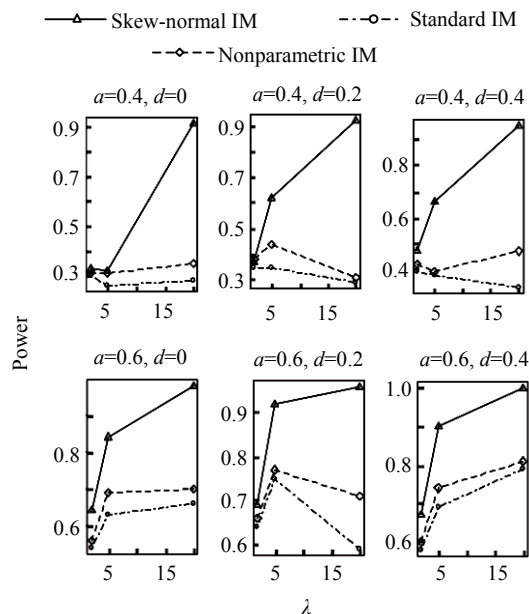 Skew-normal IM
Standard IM
Nonparametric IM
a=0.4, d=0
a=0.4, d=0.2
a=0.4, d=0.4
0.9
0.7
0.5
0.3
5
15
0.9
0.7
0.5
0.3
5
15
0.8
0.6
0.4
5
15
Power
a=0.6, d=0
a=0.6, d=0.2
a=0.6, d=0.4
0.8
0.6
5
15
0.9
0.8
0.7
0.6
5
15
1.0
0.8
0.6
5
15
λ